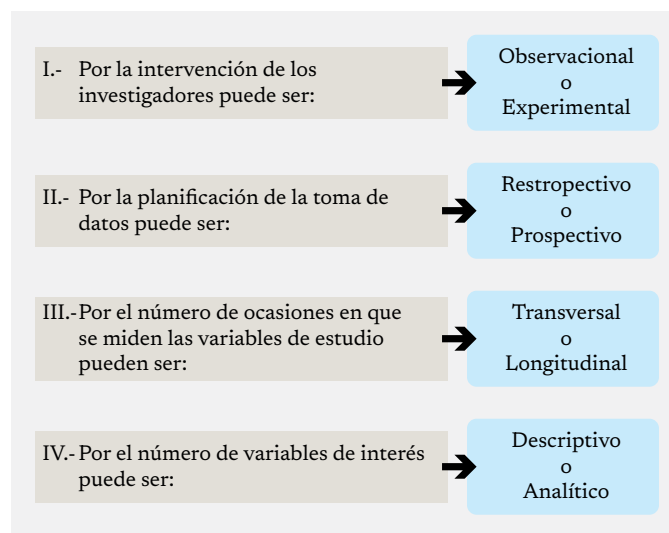 I.- Por la intervención de los
investigadores puede ser:
Observacional
o
Experimental
II.- Por la planificación de la toma de
datos puede ser:
Restropectivo
o
Prospectivo
III.-Por el número de ocasiones en que
se miden las variables de estudio
pueden ser:
Transversal
o
Longitudinal
IV.-Por el número de variables de interés
puede ser:
Descriptivo
o
Analítico